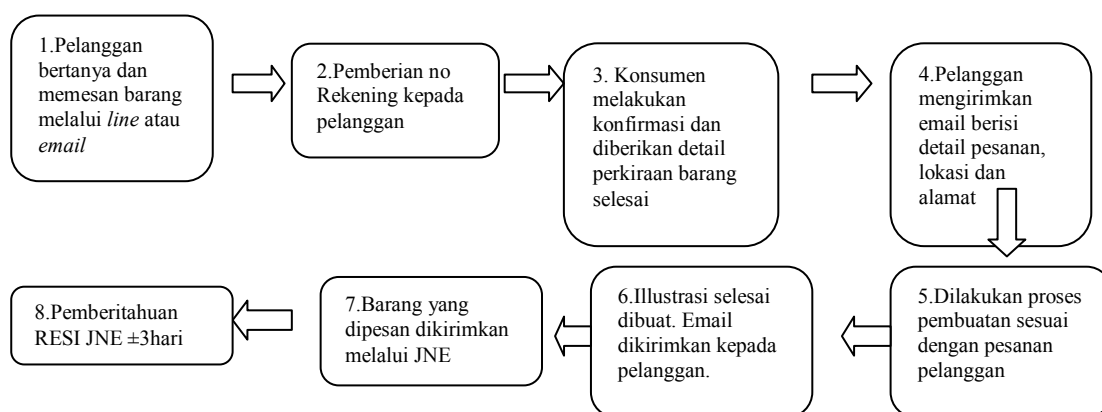 1.Pelanggan
bertanya dan
memesan barang
melalui line atau
email
2.Pemberian no
Rekening kepada
pelanggan
3. Konsumen
melakukan
konfirmasi dan
diberikan detail
perkiraan barang
selesai
4.Pelanggan
mengirimkan
email berisi
detail pesanan,
lokasi dan
alamat
5.Dilakukan proses
pembuatan sesuai
dengan pesanan
pelanggan
6.Illustrasi selesai
dibuat. Email
dikirimkan kepada
pelanggan.
7.Barang yang
dipesan dikirimkan
melalui JNE
8.Pemberitahuan
RESI JNE ±3hari